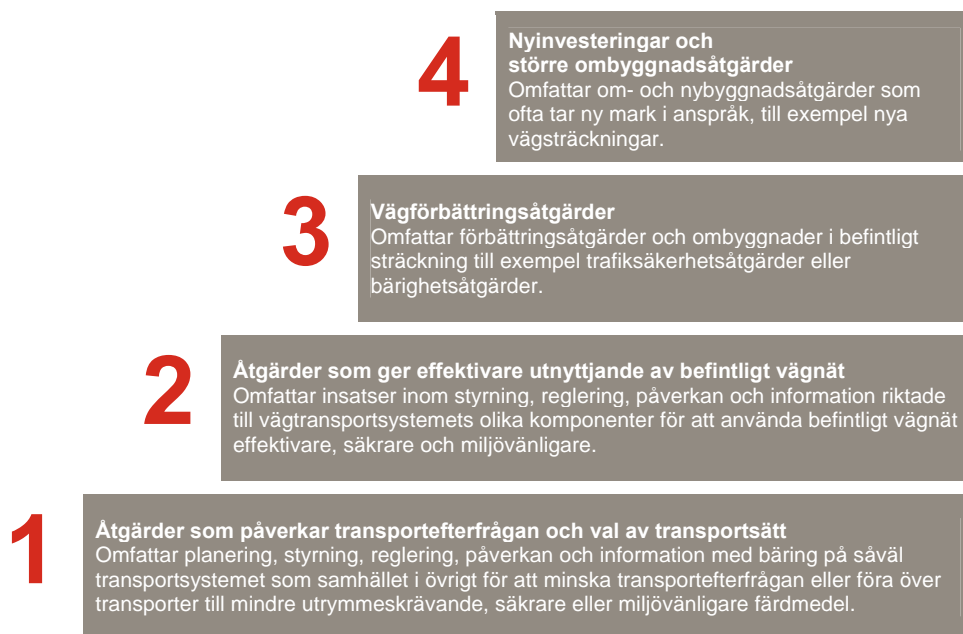 4
Nyinvesteringar och
större ombyggnadsåtgärder
Omfattar om- och nybyggnadsåtgärder som
ofta tar ny mark i anspråk, till exempel nya
vägsträckningar.
3
Vägförbättringsåtgärder
Omfattar förbättringsåtgärder och ombyggnader i befintligt
sträckning till exempel trafiksäkerhetsåtgärder eller
bärighetsåtgärder.
2
Åtgärder som ger effektivare utnyttjande av befintligt vägnät
Omfattar insatser inom styrning, reglering, påverkan och information riktade
till vägtransportsystemets olika komponenter för att använda befintligt vägnät
effektivare, säkrare och miljövänligare.
1
Åtgärder som påverkar transportefterfrågan och val av transportsätt
Omfattar planering, styrning, reglering, påverkan och information med bäring på såväl
transportsystemet som samhället i övrigt för att minska transportefterfrågan eller föra över
transporter till mindre utrymmeskrävande, säkrare eller miljövänligare färdmedel.